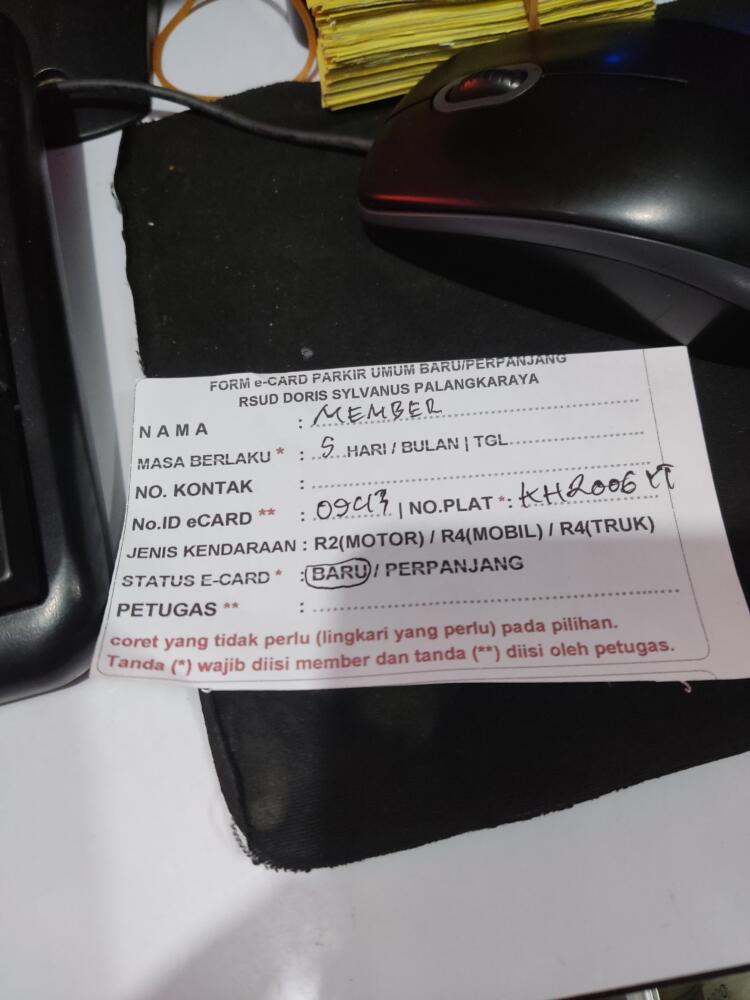 FORM e-CARD PARKIR UMUM BARU/PERPANJANG
RSUD DORIS SYLVANUS PALANGKARAYA
NAMA : MEMBER
MASA BERLAKU * : 5 HARI / BULAN | TGL
NO. KONTAK :
No.ID eCARD ** : 0943 | NO.PLAT * : KH2006YT
JENIS KENDARAAN : R2(MOTOR) / R4(MOBIL) / R4(TRUK)
STATUS E-CARD * : BARU / PERPANJANG
PETUGAS ** :
coret yang tidak perlu (lingkari yang perlu) pada pilihan.
Tanda (*) wajib diisi member dan tanda (**) diisi oleh petugas.